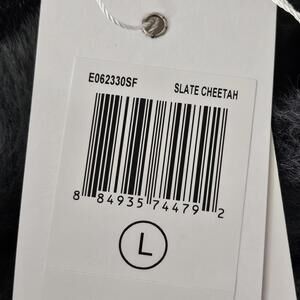 E062330SF SLATE CHEETAH
8 84935 74479 2
L